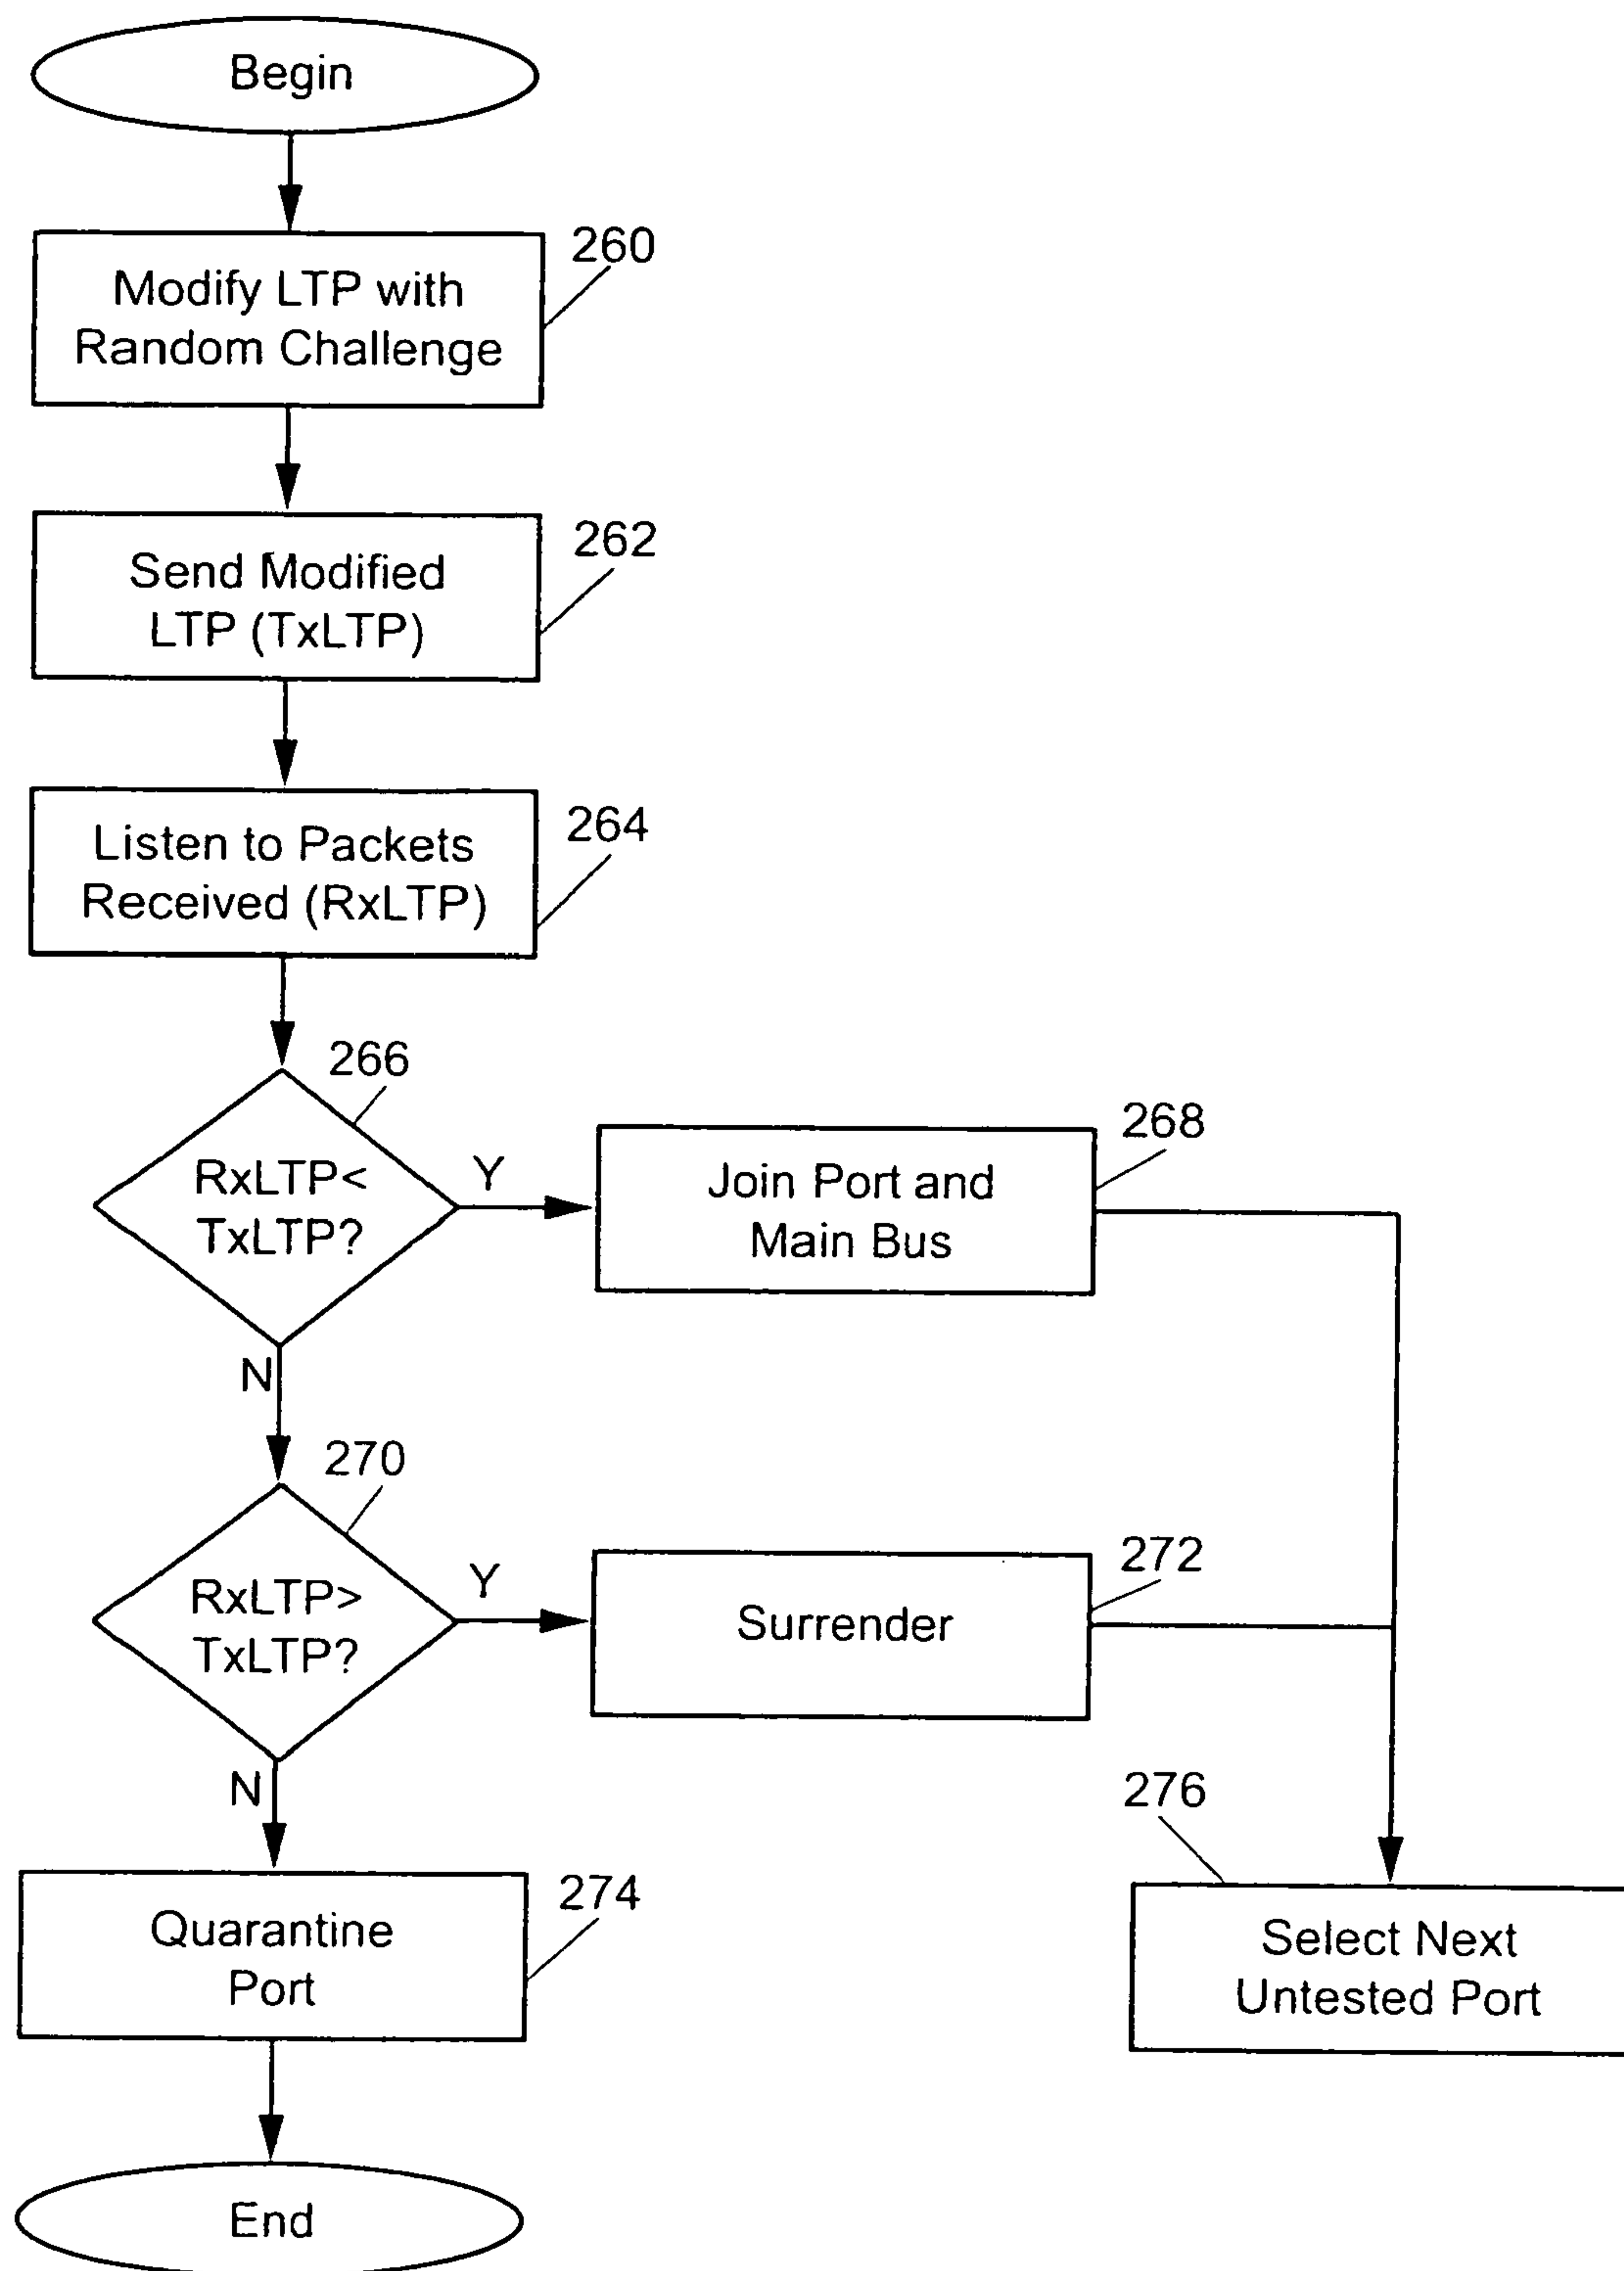 Begin
260
Modify LTP with
Random Challenge
262
Send Modified
LTP (TxLTP)
264
Listen to Packets
Received (RxLTP)
266
RxLTP<
TxLTP?
Y
268
Join Port and
Main Bus
N
270
RxLTP>
TxLTP?
Y
272
Surrender
N
274
Quarantine
Port
276
Select Next
Untested Port
End